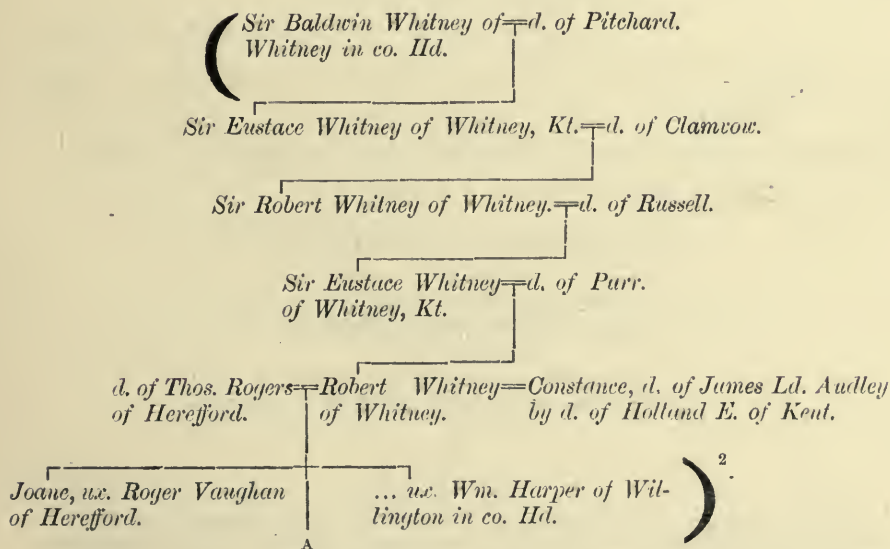 Sir Baldwin Whitney of d. of Pitchard.
Whitney in co. Hd.
Sir Eustace Whitney of Whitney, Kt. d. of Clamvow.
Sir Robert Whitney of Whitney. d. of Russell.
Sir Eustace Whitney d. of Parr.
of Whitney, Kt.
d. of Thos. Rogers Robert Whitney Constance, d. of James Ld. Audley
of Herefford. of Whitney. by d. of Holland E. of Kent.
Joane, ux. Roger Vaughan
of Herefford.
... ux. Wm. Harper of Wil-
lington in co. Hd.
2
A